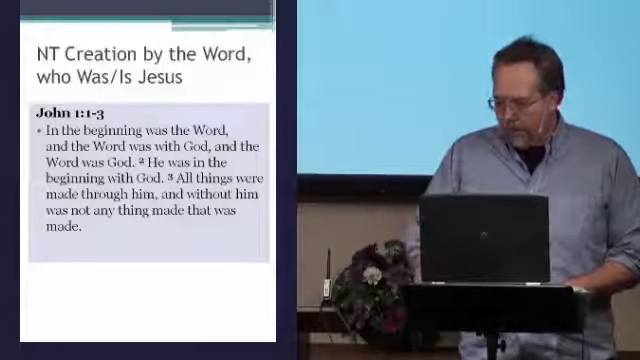 NT Creation by the Word,
who Was/Is Jesus
John 1:1-3
• In the beginning was the Word,
and the Word was with God, and the
Word was God. ² He was in the
beginning with God. ³ All things were
made through him, and without him
was not any thing made that was
made.